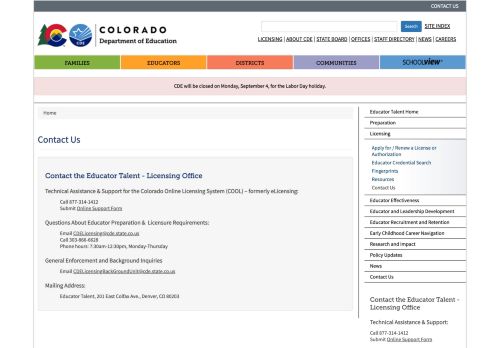 CONTACT US
COLORADO
Department of Education
CDE
Search
SITE INDEX
LICENSING | ABOUT CDE | STATE BOARD | OFFICES | STAFF DIRECTORY | NEWS | CAREERS
FAMILIES
EDUCATORS
DISTRICTS
COMMUNITIES
SCHOOLVIEW
CDE will be closed on Monday, September 4, for the Labor Day holiday.
Home
Contact Us
Contact the Educator Talent - Licensing Office
Technical Assistance & Support for the Colorado Online Licensing System (COOL) – formerly eLicensing:
Call 877-314-1412
Submit Online Support Form
Questions About Educator Preparation & Licensure Requirements:
Email CDELicensing@cde.state.co.us
Call 303-866-6628
Phone hours: 7:30am-12:30pm, Monday-Thursday
General Enforcement and Background Inquiries
Email CDELicensingBackGroundUnit@cde.state.co.us
Mailing Address:
Educator Talent, 201 East Colfax Ave., Denver, CO 80203
Educator Talent Home
Preparation
Licensing
Apply for / Renew a License or
Authorization
Educator Credential Search
Fingerprints
Resources
Contact Us
Educator Effectiveness
Educator and Leadership Development
Educator Recruitment and Retention
Early Childhood Career Navigation
Research and Impact
Policy Updates
News
Contact Us
Contact the Educator Talent -
Licensing Office
Technical Assistance & Support:
Call 877-314-1412
Submit Online Support Form